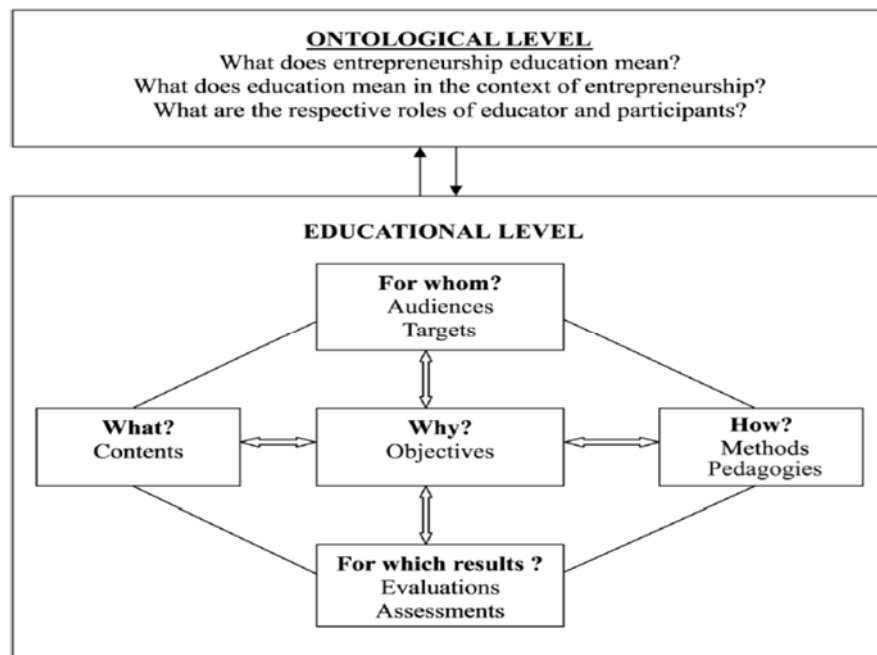 ONTOLOGICAL LEVEL
What does entrepreneurship education mean?
What does education mean in the context of entrepreneurship?
What are the respective roles of educator and participants?
EDUCATIONAL LEVEL
For whom?
Audiences
Targets
What?
Contents
Why?
Objectives
How?
Methods
Pedagogies
For which results ?
Evaluations
Assessments